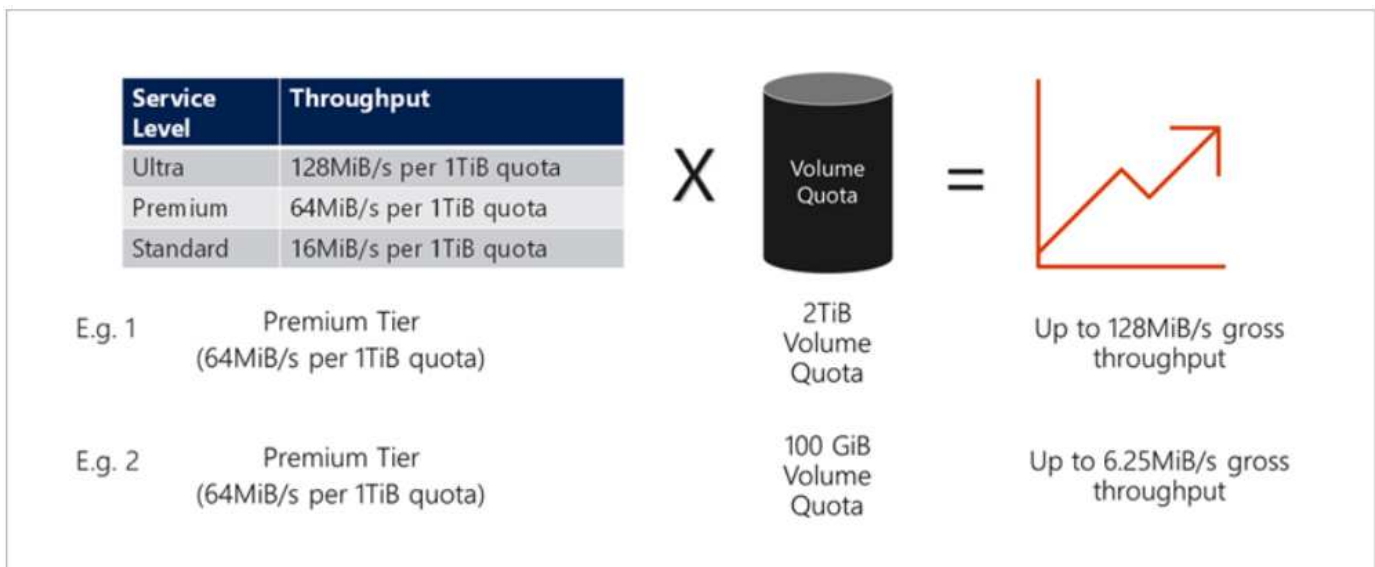 Service Level
Throughput
Ultra
128MiB/s per 1TiB quota
Premium
64MiB/s per 1TiB quota
Standard
16MiB/s per 1TiB quota
X
Volume
Quota
=
E.g. 1
Premium Tier
(64MiB/s per 1TiB quota)
2TiB
Volume
Quota
Up to 128MiB/s gross
throughput
E.g. 2
Premium Tier
(64MiB/s per 1TiB quota)
100 GiB
Volume
Quota
Up to 6.25MiB/s gross
throughput